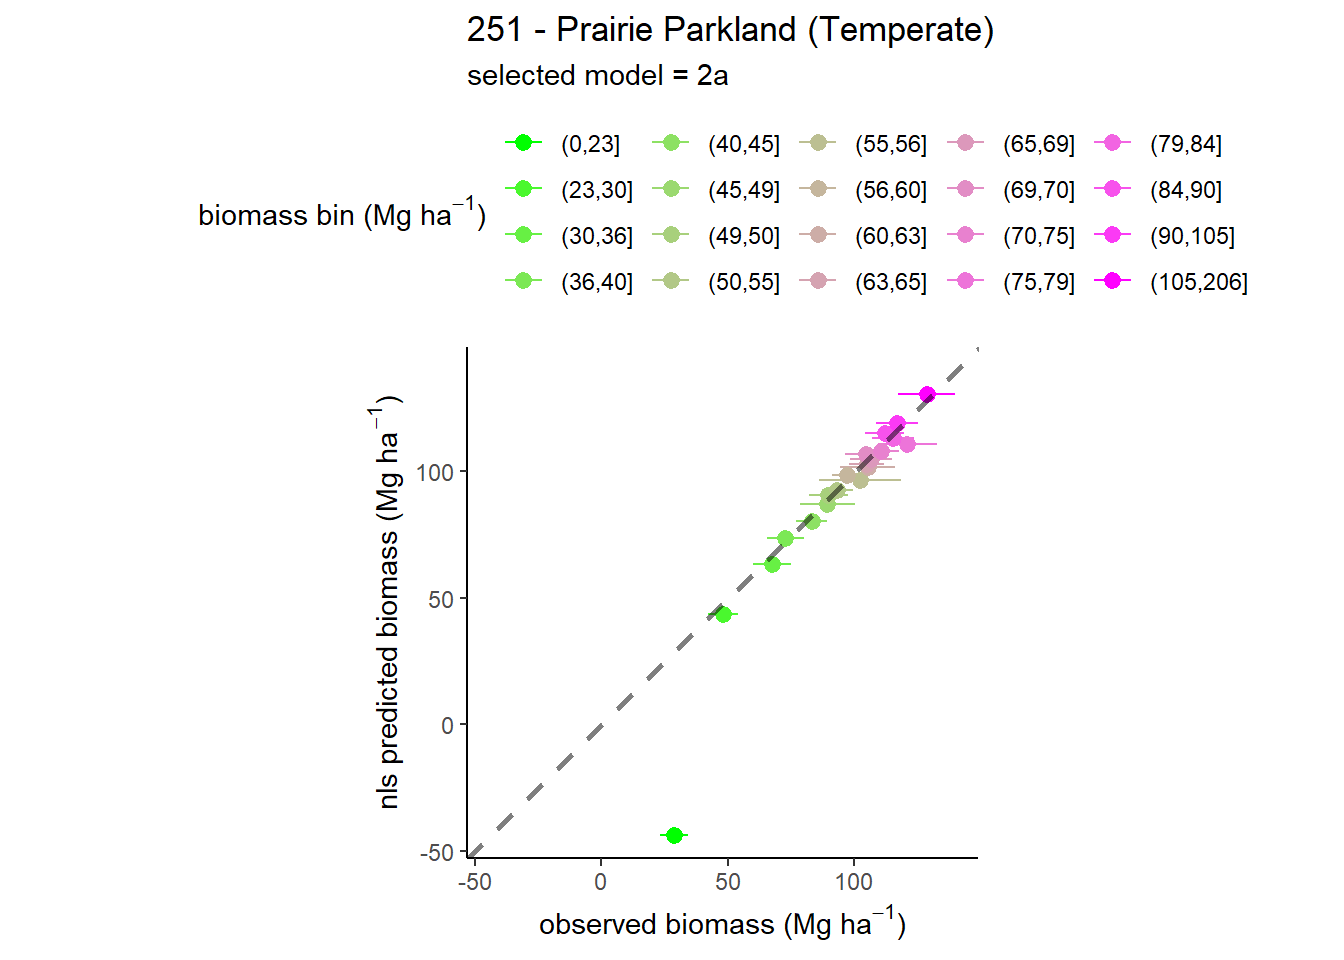 251 - Prairie Parkland (Temperate)
selected model = 2a
biomass bin (Mg ha⁻¹)
(0,23] (40,45] (55,56] (65,69] (79,84]
(23,30] (45,49] (56,60] (69,70] (84,90]
(30,36] (49,50] (60,63] (70,75] (90,105]
(36,40] (50,55] (63,65] (75,79] (105,206]
nls predicted biomass (Mg ha⁻¹)
100
50
0
-50
-50 0 50 100
observed biomass (Mg ha⁻¹)